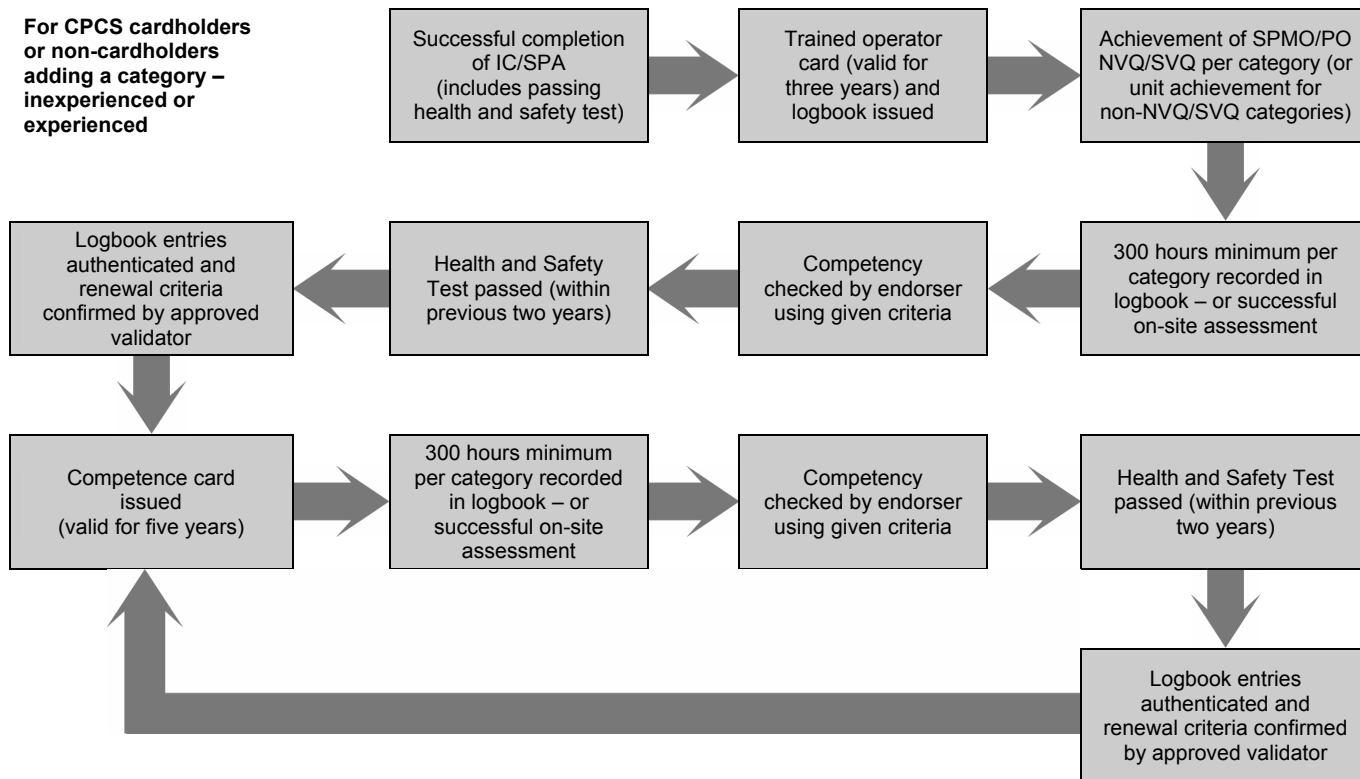 For CPCS cardholders
or non-cardholders
adding a category –
inexperienced or
experienced
Successful completion
of IC/SPA
(includes passing
health and safety test)
Trained operator
card (valid for
three years) and
logbook issued
Achievement of SPMO/PO
NVQ/SVQ per category (or
unit achievement for
non-NVQ/SVQ categories)
300 hours minimum per
category recorded in
logbook – or successful
on-site assessment
Competency
checked by endorser
using given criteria
Health and Safety
Test passed (within
previous two years)
Logbook entries
authenticated and
renewal criteria
confirmed by approved
validator
Competence card
issued
(valid for five years)
300 hours minimum
per category recorded
in logbook – or
successful on-site
assessment
Competency
checked by endorser
using given criteria
Health and Safety Test
passed (within previous
two years)
Logbook entries
authenticated and
renewal criteria confirmed
by approved validator